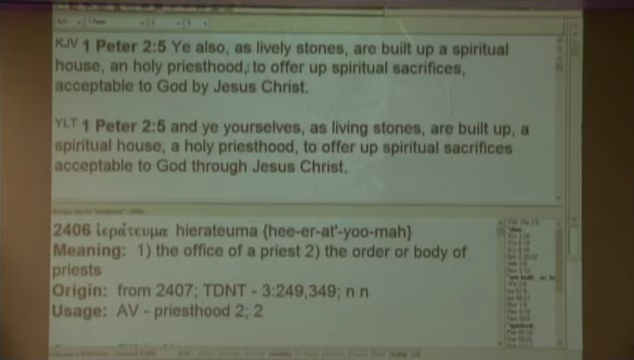 KJV 1 Peter 2:5 Ye also, as lively stones, are built up a spiritual
house, an holy priesthood, to offer up spiritual sacrifices,
acceptable to God by Jesus Christ.
YLT 1 Peter 2:5 and ye yourselves, as living stones, are built up, a
spiritual house, a holy priesthood, to offer up spiritual sacrifices
acceptable to God through Jesus Christ.
2406 ἱεράτευμα hierateuma {hee-er-at'-yoo-mah}
Meaning: 1) the office of a priest 2) the order or body of
priests
Origin: from 2407; TDNT - 3:249,349; n n
Usage: AV - priesthood 2; 2